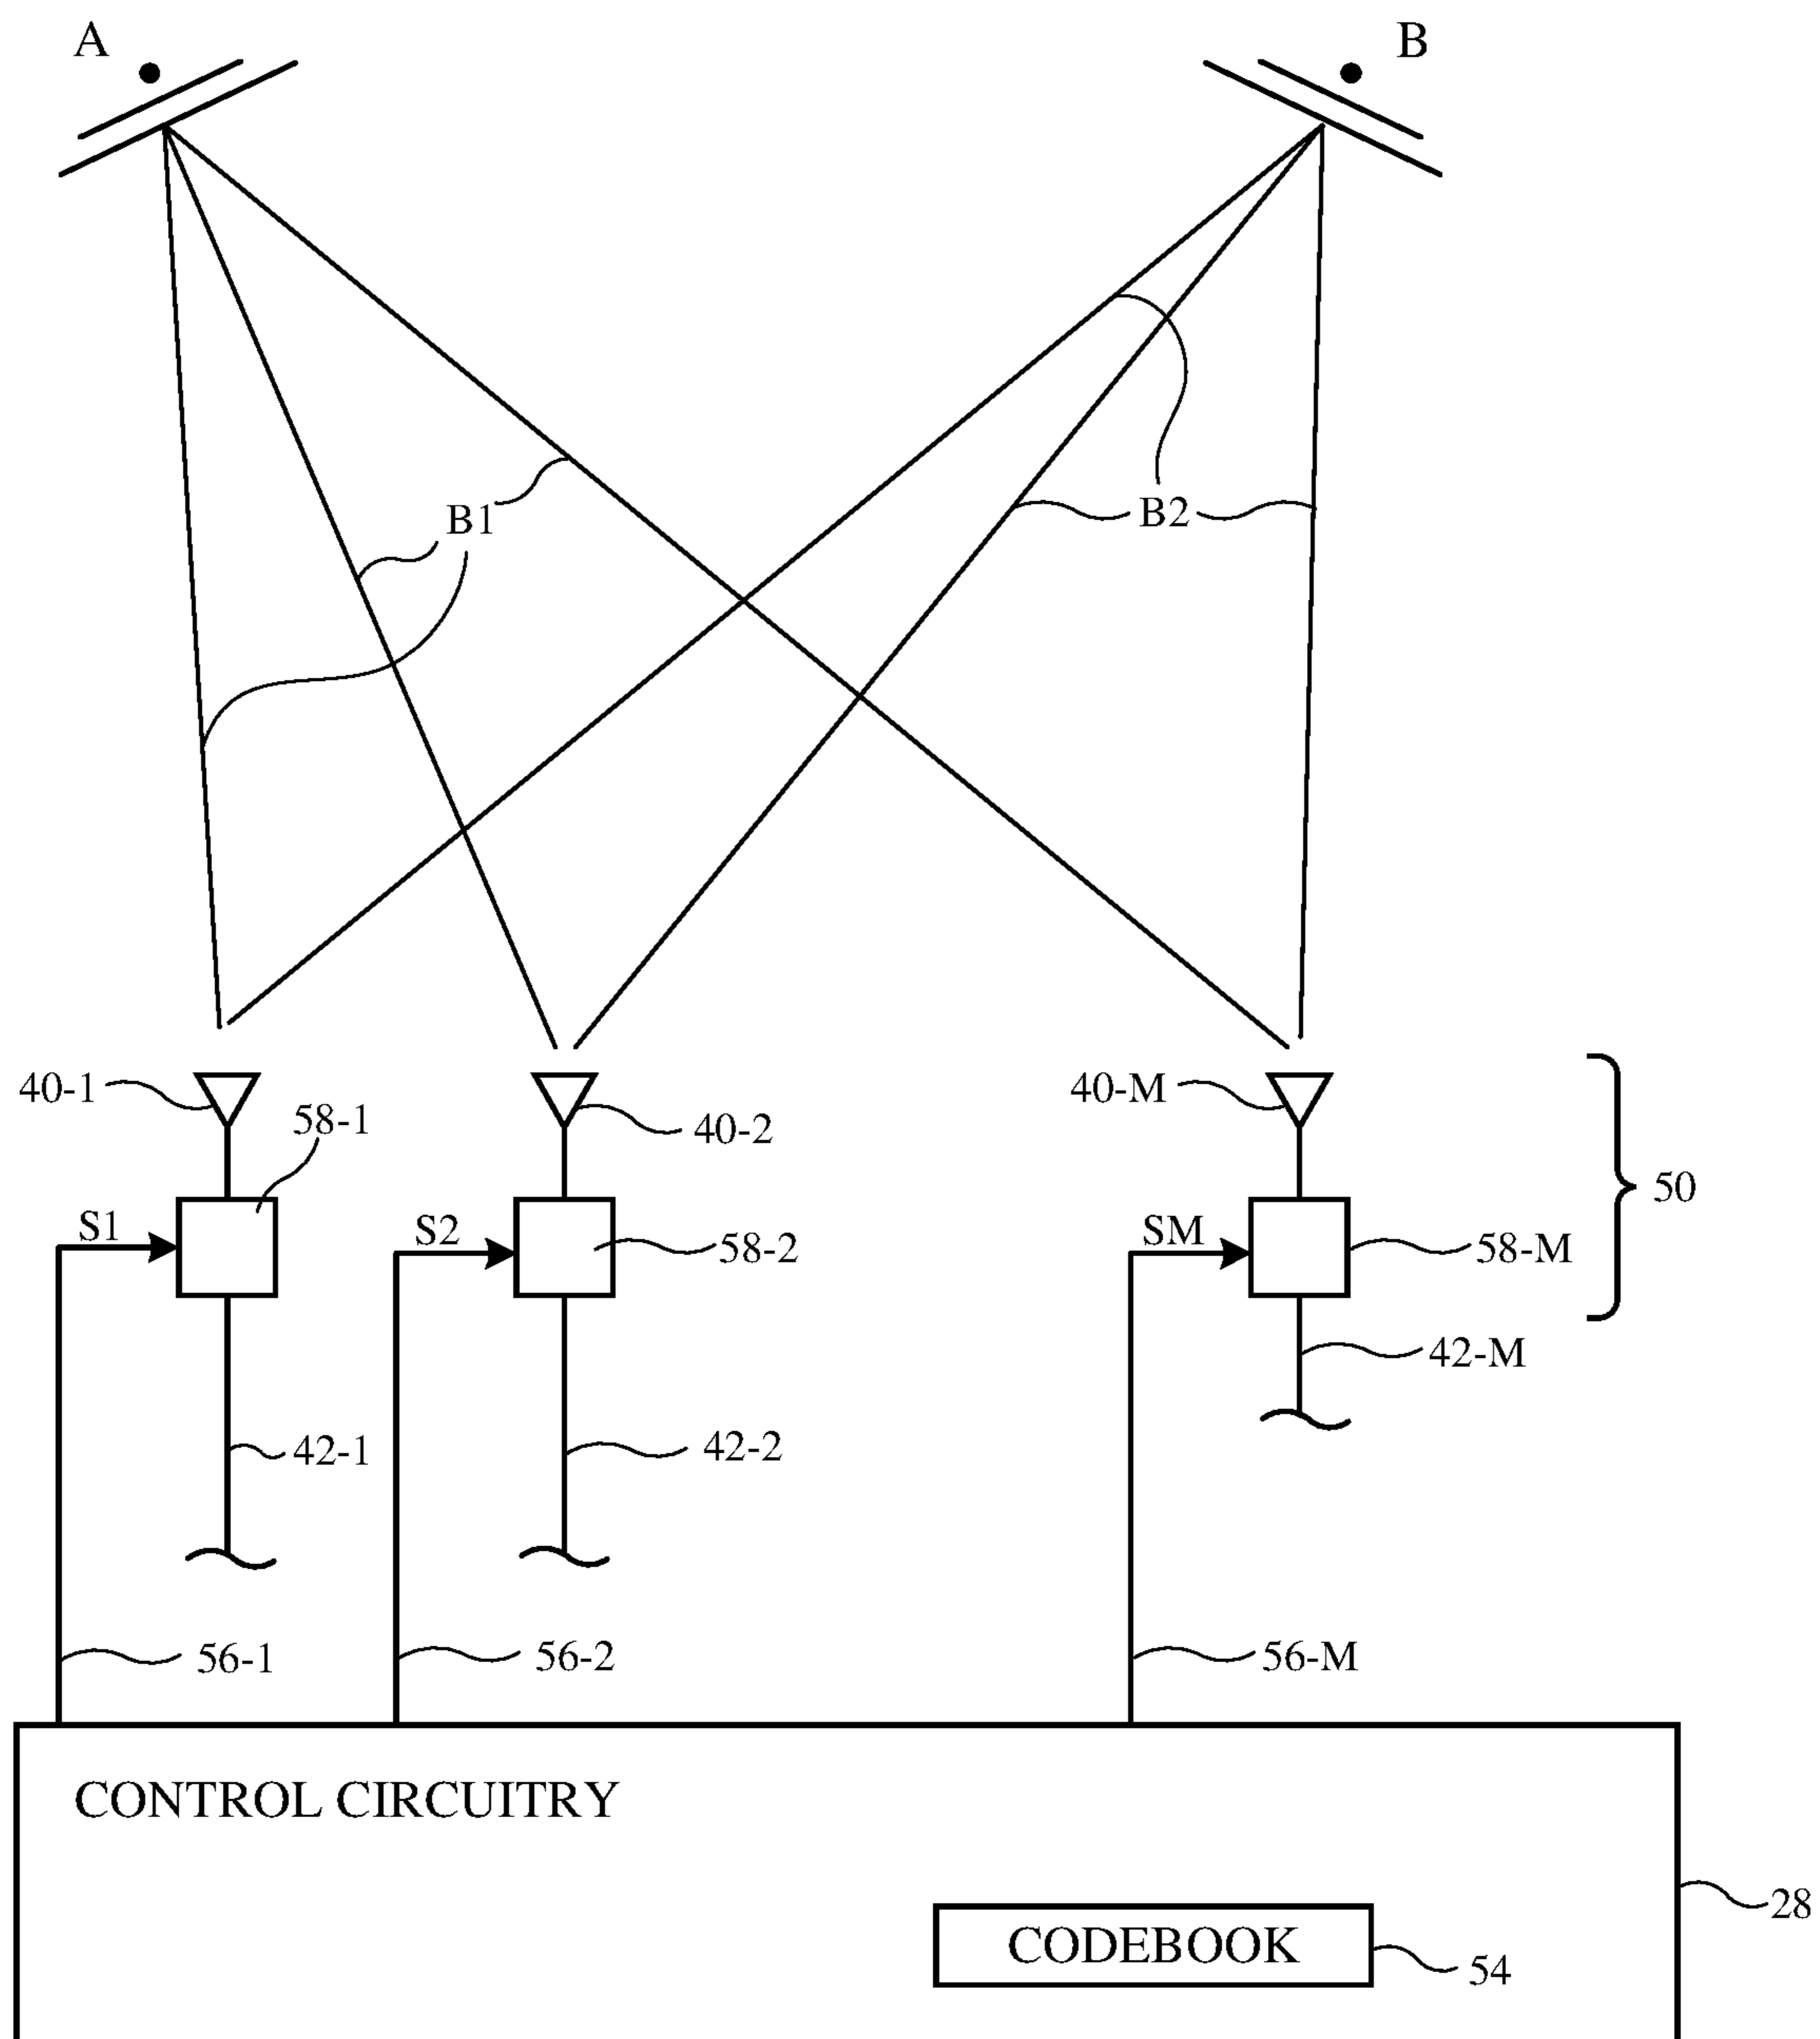 A
B
B1
B2
40-1
58-1
40-2
40-M
50
S1
S2
58-2
SM
58-M
42-M
42-1
42-2
56-1
56-2
56-M
CONTROL CIRCUITRY
28
CODEBOOK
54